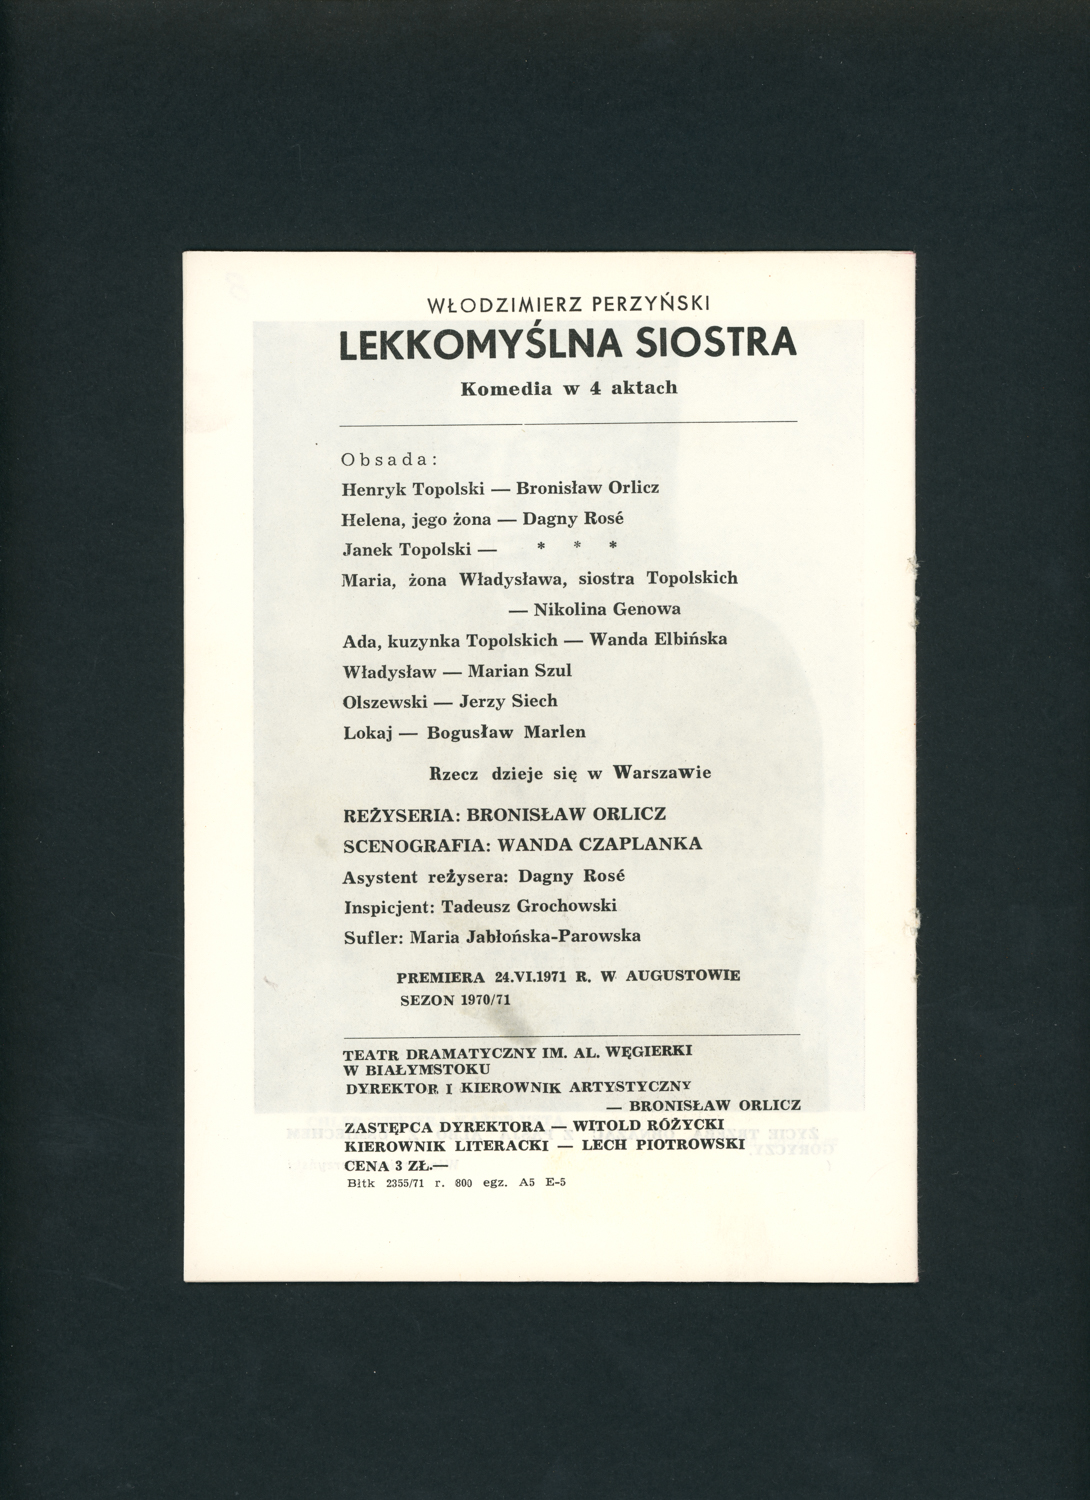 WŁODZIMIERZ PERZYŃSKI
LEKKOMYŚLNA SIOSTRA
Komedia w 4 aktach
Obsada:
Henryk Topolski — Bronisław Orlicz
Helena, jego żona — Dagny Rosé
Janek Topolski — * * *
Maria, żona Władysława, siostra Topolskich
— Nikolina Genowa
Ada, kuzynka Topolskich — Wanda Elbińska
Władysław — Marian Szul
Olszewski — Jerzy Siech
Lokaj — Bogusław Marlen
Rzecz dzieje się w Warszawie
REŻYSERIA: BRONISŁAW ORLICZ
SCENOGRAFIA: WANDA CZAPLANKA
Asystent reżysera: Dagny Rosé
Inspicjent: Tadeusz Grochowski
Sufler: Maria Jabłońska-Parowska
PREMIERA 24.VI.1971 R. W AUGUSTOWIE
SEZON 1970/71
TEATR DRAMATYCZNY IM. AL. WĘGIERKI
W BIAŁYMSTOKU
DYREKTOR I KIEROWNIK ARTYSTYCZNY
— BRONISŁAW ORLICZ
ZASTĘPCA DYREKTORA — WITOLD RÓŻYCKI
KIEROWNIK LITERACKI — LECH PIOTROWSKI
CENA 3 ZŁ.—
Błtk 2355/71 r. 800 egz. A5 E-5